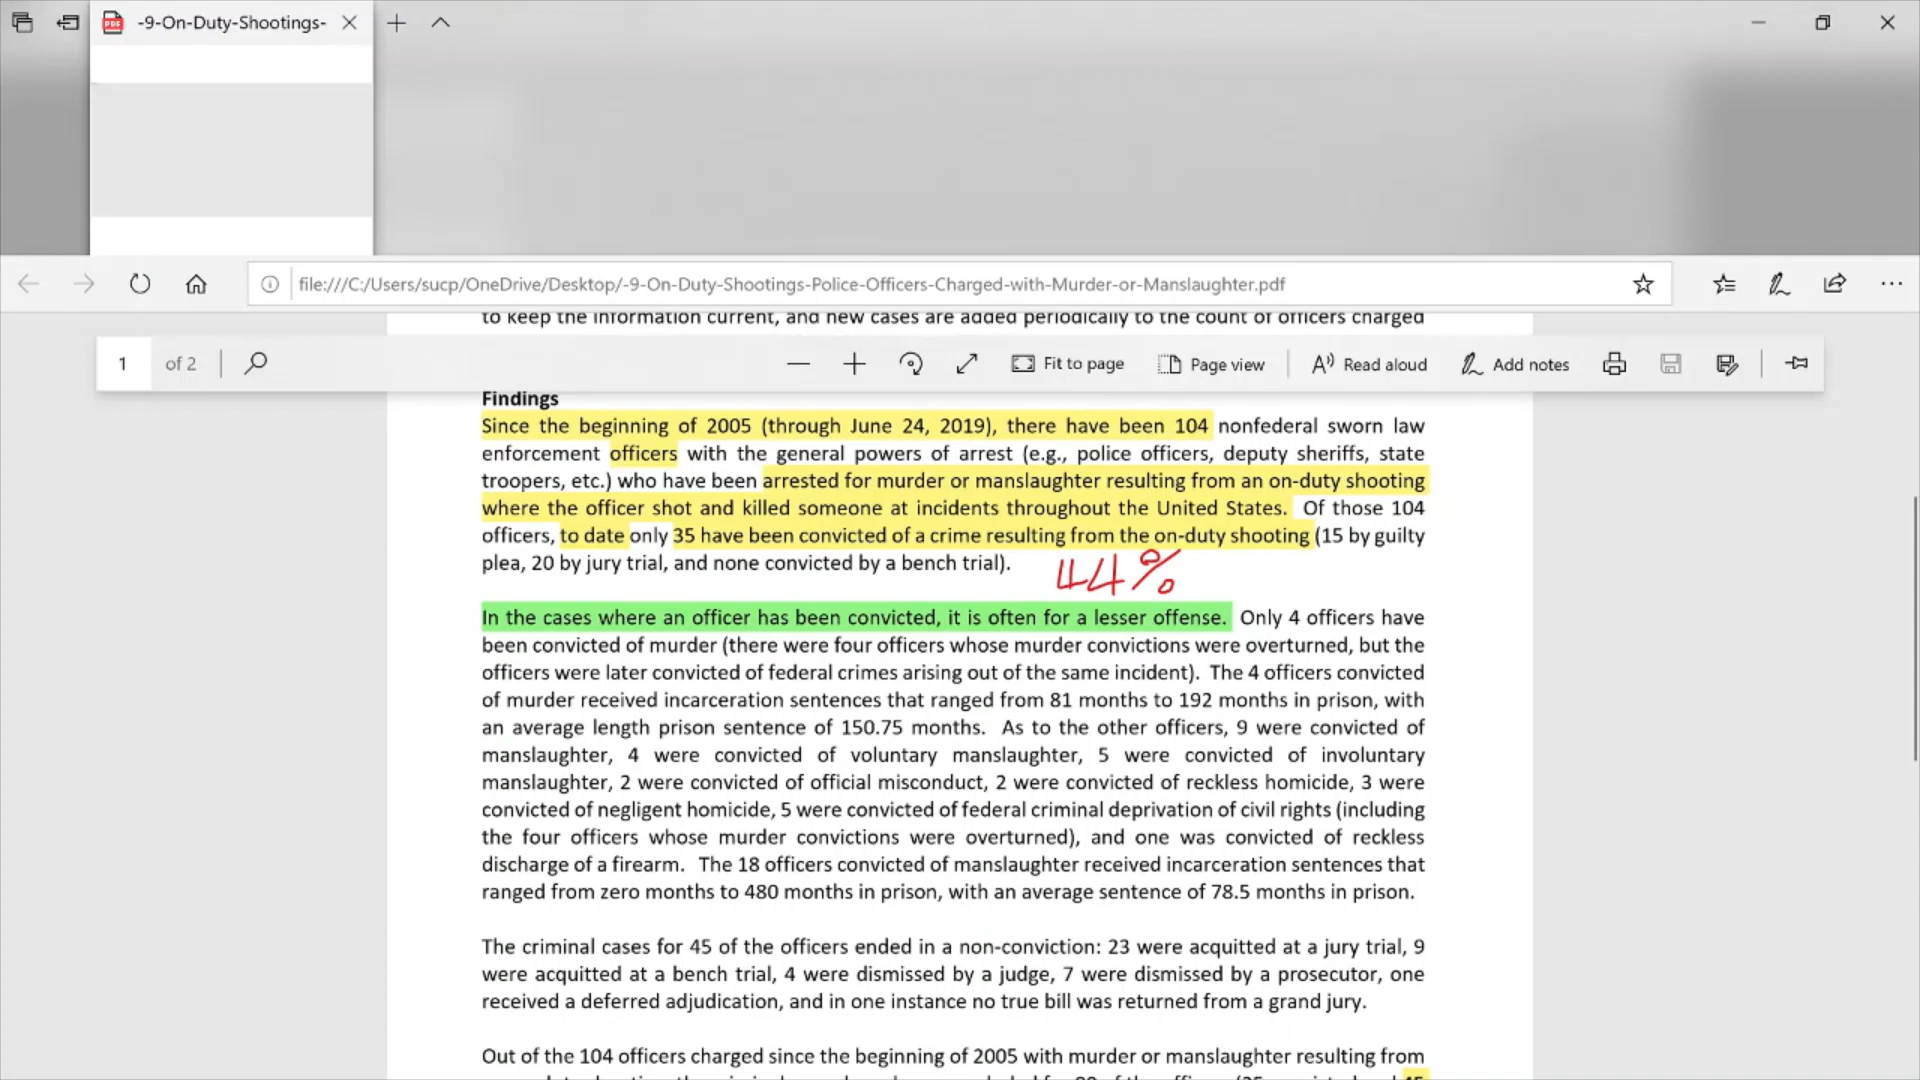 -9-On-Duty-Shootings-
file:///C:/Users/sucp/OneDrive/Desktop/-9-On-Duty-Shootings-Police-Officers-Charged-with-Murder-or-Manslaughter.pdf
to keep the information current, and new cases are added periodically to the count of officers charged
1 of 2 Fit to page Page view Read aloud Add notes
Findings
Since the beginning of 2005 (through June 24, 2019), there have been 104 nonfederal sworn law
enforcement officers with the general powers of arrest (e.g., police officers, deputy sheriffs, state
troopers, etc.) who have been arrested for murder or manslaughter resulting from an on-duty shooting
where the officer shot and killed someone at incidents throughout the United States. Of those 104
officers, to date only 35 have been convicted of a crime resulting from the on-duty shooting (15 by guilty
plea, 20 by jury trial, and none convicted by a bench trial).
44%
In the cases where an officer has been convicted, it is often for a lesser offense. Only 4 officers have
been convicted of murder (there were four officers whose murder convictions were overturned, but the
officers were later convicted of federal crimes arising out of the same incident). The 4 officers convicted
of murder received incarceration sentences that ranged from 81 months to 192 months in prison, with
an average length prison sentence of 150.75 months. As to the other officers, 9 were convicted of
manslaughter, 4 were convicted of voluntary manslaughter, 5 were convicted of involuntary
manslaughter, 2 were convicted of official misconduct, 2 were convicted of reckless homicide, 3 were
convicted of negligent homicide, 5 were convicted of federal criminal deprivation of civil rights (including
the four officers whose murder convictions were overturned), and one was convicted of reckless
discharge of a firearm. The 18 officers convicted of manslaughter received incarceration sentences that
ranged from zero months to 480 months in prison, with an average sentence of 78.5 months in prison.
The criminal cases for 45 of the officers ended in a non-conviction: 23 were acquitted at a jury trial, 9
were acquitted at a bench trial, 4 were dismissed by a judge, 7 were dismissed by a prosecutor, one
received a deferred adjudication, and in one instance no true bill was returned from a grand jury.
Out of the 104 officers charged since the beginning of 2005 with murder or manslaughter resulting from